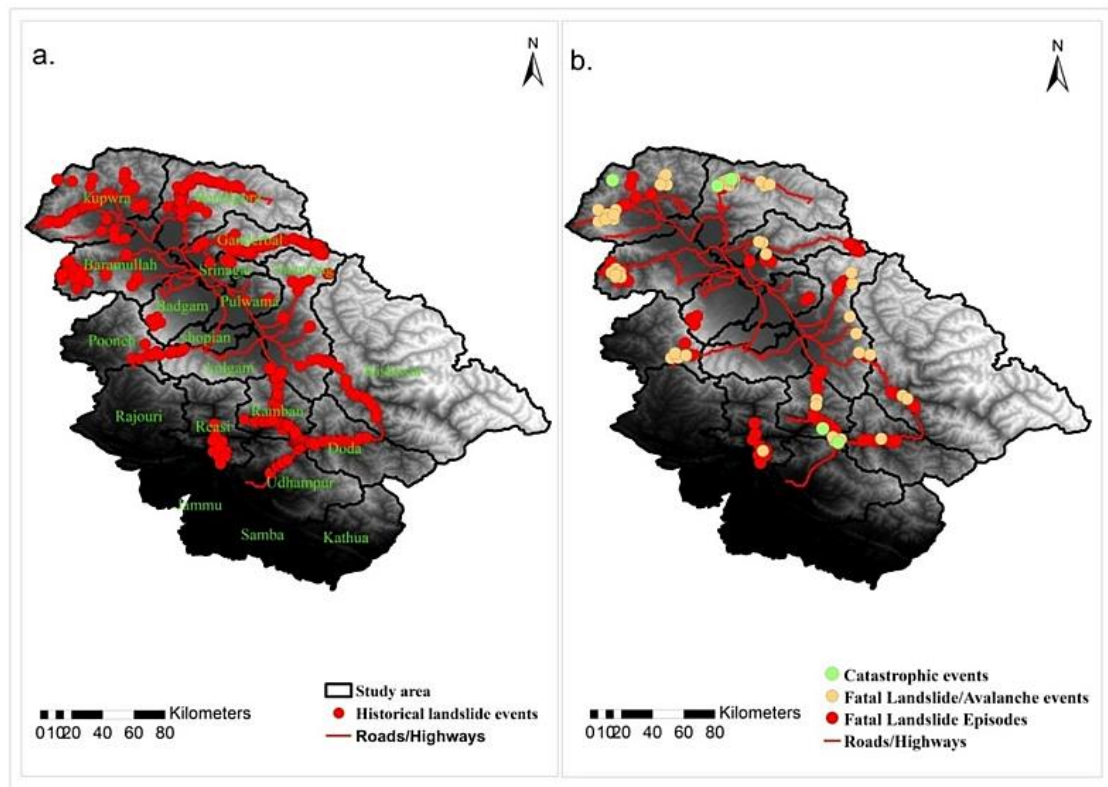 a.
N
kupwra
Ganderbal
Baramullah
Srinagar
Badgam
Pulwama
shopian
Poonch
Rajouri
Reasi
Ramban
Doda
Udhampur
Jammu
Samba
Kathua
Study area
Historical landslide events
Roads/Highways
Kilometers
0 10 20 40 60 80
b.
N
Catastrophic events
Fatal Landslide/Avalanche events
Fatal Landslide Episodes
Roads/Highways
Kilometers
0 10 20 40 60 80